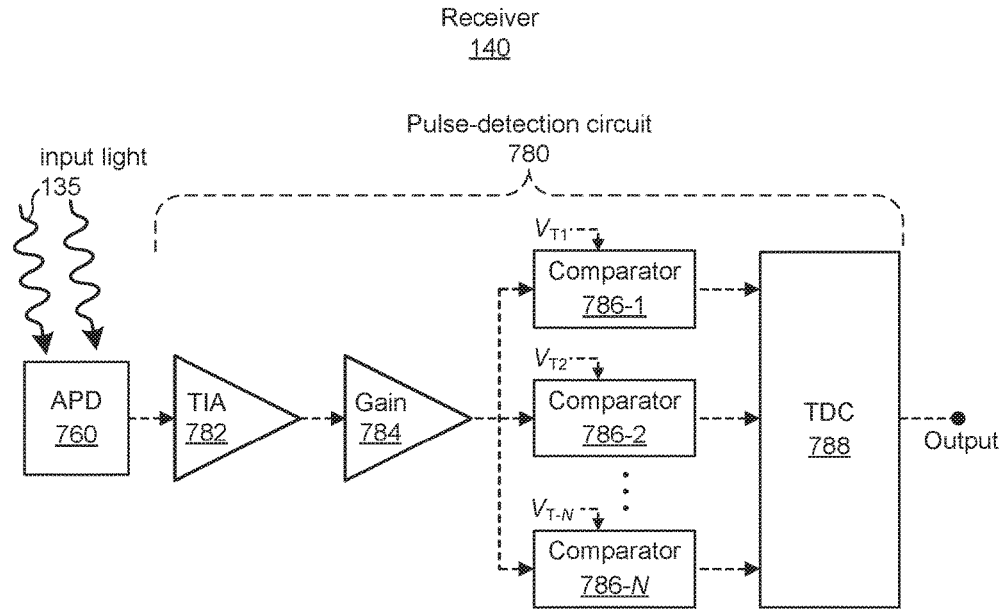 Receiver
140
Pulse-detection circuit
780
input light
135
V_T1
Comparator
786-1
APD
760
TIA
782
Gain
784
V_T2
Comparator
786-2
TDC
788
Output
V_T-N
Comparator
786-N